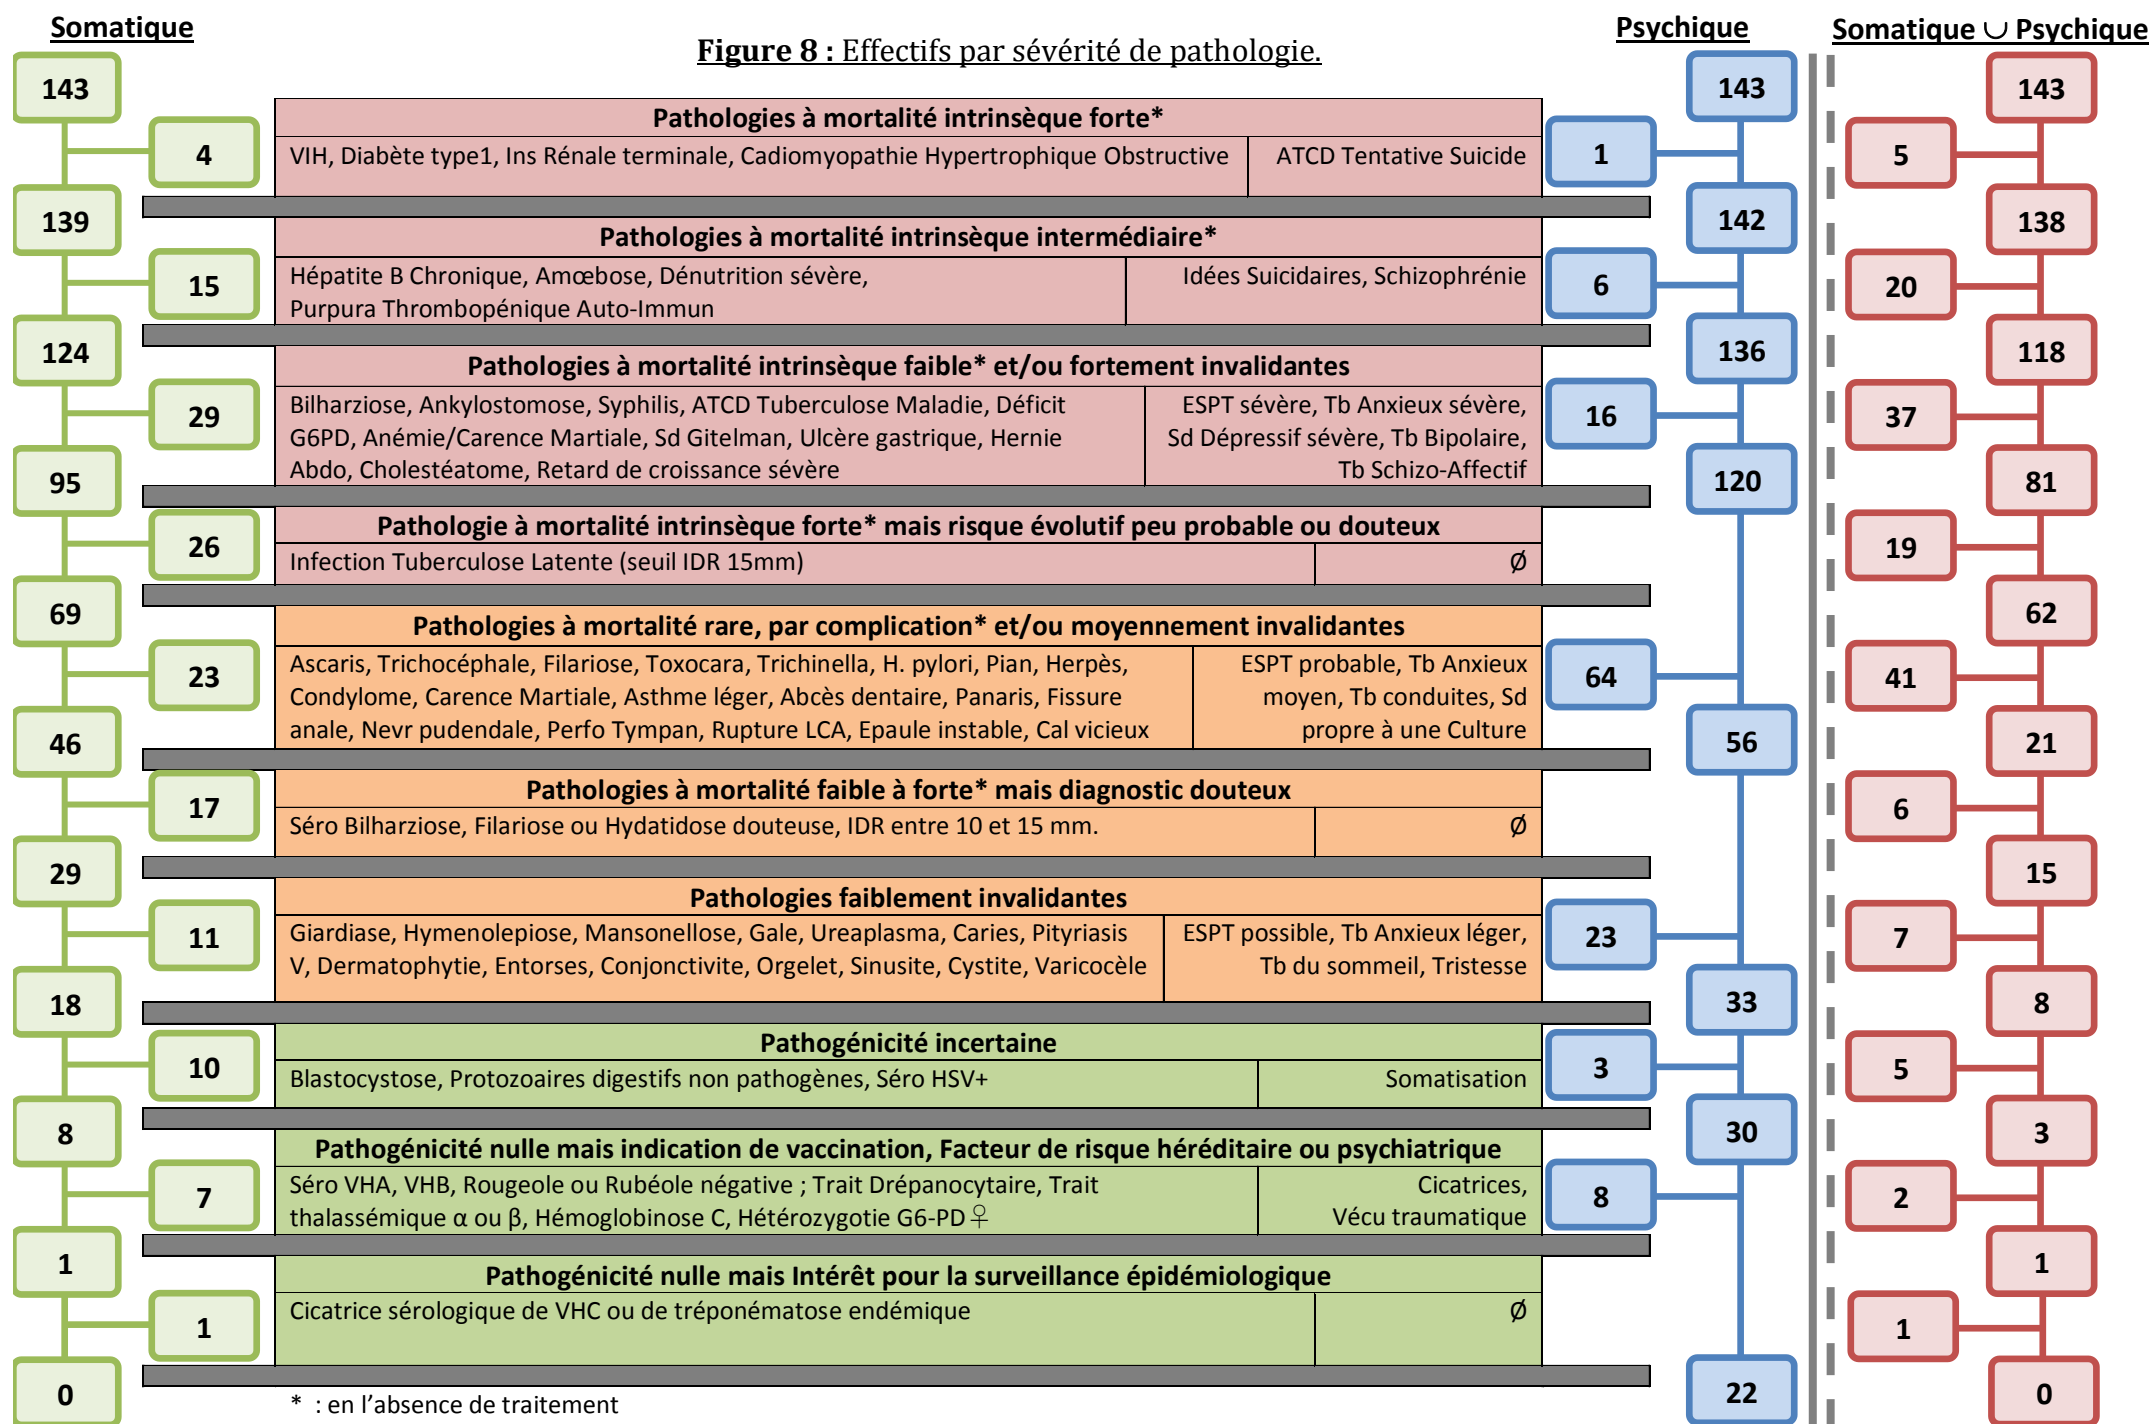 Somatique
Figure 8 : Effectifs par sévérité de pathologie.
Psychique
Somatique ∪ Psychique
143
143
143
Pathologies à mortalité intrinsèque forte*
4
VIH, Diabète type1, Ins Rénale terminale, Cadiomyopathie Hypertrophique Obstructive
ATCD Tentative Suicide
1
5
139
142
138
Pathologies à mortalité intrinsèque intermédiaire*
15
Hépatite B Chronique, Amœbose, Dénutrition sévère,
Purpura Thrombopénique Auto-Immun
Idées Suicidaires, Schizophrénie
6
20
124
136
118
Pathologies à mortalité intrinsèque faible* et/ou fortement invalidantes
29
Bilharziose, Ankylostomose, Syphilis, ATCD Tuberculose Maladie, Déficit
G6PD, Anémie/Carence Martiale, Sd Gitelman, Ulcère gastrique, Hernie
Abdo, Cholestéatome, Retard de croissance sévère
ESPT sévère, Tb Anxieux sévère,
Sd Dépressif sévère, Tb Bipolaire,
Tb Schizo-Affectif
16
37
95
120
81
Pathologie à mortalité intrinsèque forte* mais risque évolutif peu probable ou douteux
26
Infection Tuberculose Latente (seuil IDR 15mm)
Ø
19
69
62
Pathologies à mortalité rare, par complication* et/ou moyennement invalidantes
23
Ascaris, Trichocéphale, Filariose, Toxocara, Trichinella, H. pylori, Pian, Herpès,
Condylome, Carence Martiale, Asthme léger, Abcès dentaire, Panaris, Fissure
anale, Nevr pudendale, Perfo Tympan, Rupture LCA, Epaule instable, Cal vicieux
ESPT probable, Tb Anxieux
moyen, Tb conduites, Sd
propre à une Culture
64
41
46
56
21
Pathologies à mortalité faible à forte* mais diagnostic douteux
17
Séro Bilharziose, Filariose ou Hydatidose douteuse, IDR entre 10 et 15 mm.
Ø
6
29
15
Pathologies faiblement invalidantes
11
Giardiase, Hymenolepiose, Mansonellose, Gale, Ureaplasma, Caries, Pityriasis
V, Dermatophytie, Entorses, Conjonctivite, Orgelet, Sinusite, Cystite, Varicocèle
ESPT possible, Tb Anxieux léger,
Tb du sommeil, Tristesse
23
7
18
33
8
Pathogénicité incertaine
10
Blastocystose, Protozoaires digestifs non pathogènes, Séro HSV+
Somatisation
3
5
8
30
3
Pathogénicité nulle mais indication de vaccination, Facteur de risque héréditaire ou psychiatrique
7
Séro VHA, VHB, Rougeole ou Rubéole négative ; Trait Drépanocytaire, Trait
thalassémique α ou β, Hémoglobinose C, Hétérozygotie G6-PD♀
Cicatrices,
Vécu traumatique
8
2
1
1
Pathogénicité nulle mais Intérêt pour la surveillance épidémiologique
1
Cicatrice sérologique de VHC ou de tréponématose endémique
Ø
1
0
22
0
* : en l'absence de traitement